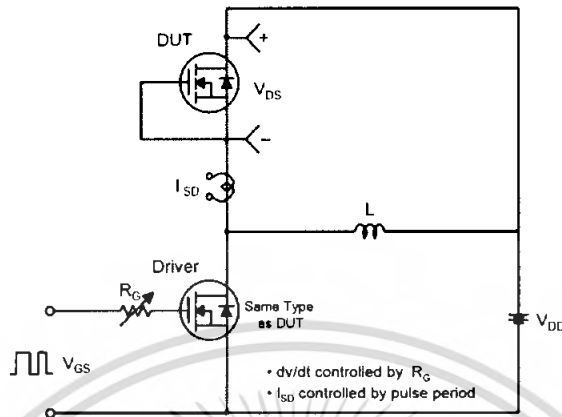 DUT
+
V_DS
−
I_SD
L
Driver
R_G
Same Type
as DUT
V_DD
V_GS
• dv/dt controlled by R_G
• I_SD controlled by pulse period